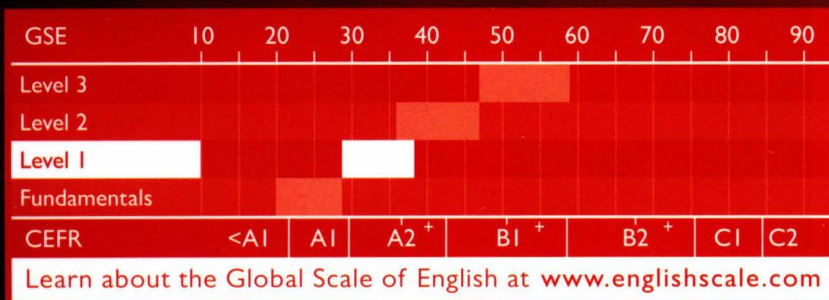 GSE 10 20 30 40 50 60 70 80 90
Level 3
Level 2
Level 1
Fundamentals
CEFR <A1 A1 A2 + B1 + B2 + C1 C2
Learn about the Global Scale of English at www.englishscale.com